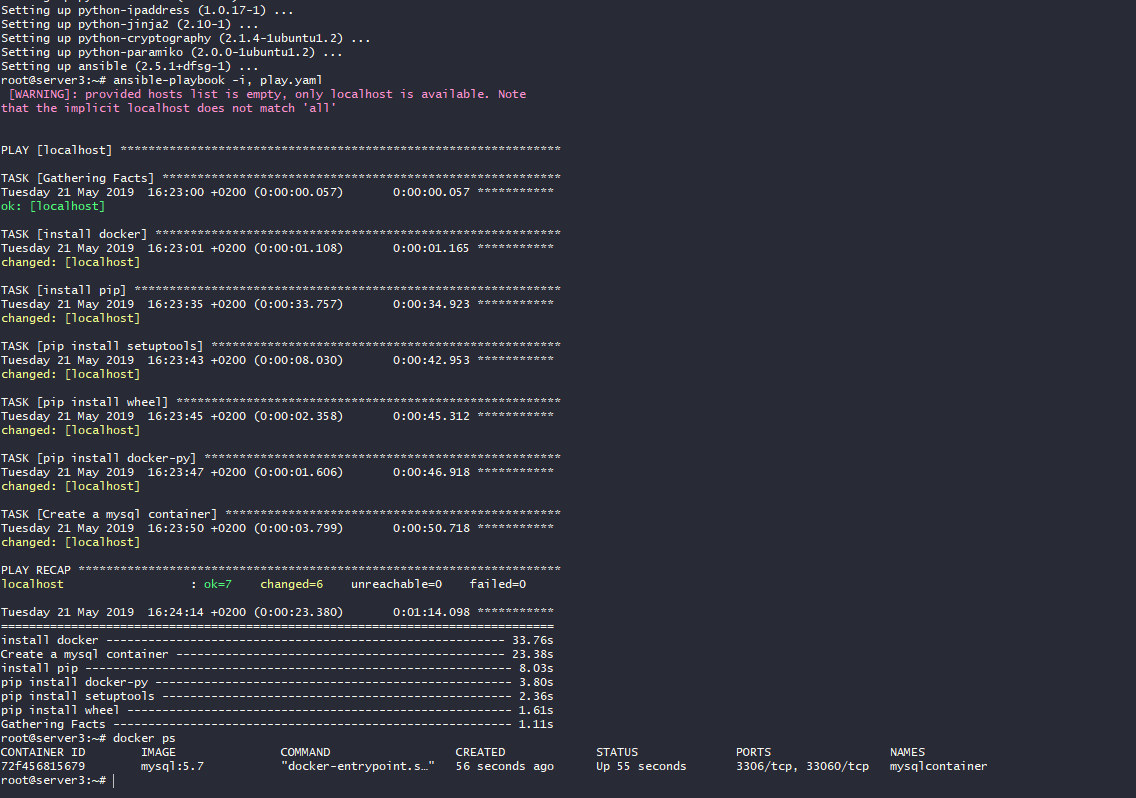 Setting up python-ipaddress (1.0.17-1) ...
Setting up python-jinja2 (2.10-1) ...
Setting up python-cryptography (2.1.4-1ubuntu1.2) ...
Setting up python-paramiko (2.0.0-1ubuntu1.2) ...
Setting up ansible (2.5.1+dfsg-1) ...
root@server3:~# ansible-playbook -i, play.yaml
 [WARNING]: provided hosts list is empty, only localhost is available. Note
that the implicit localhost does not match 'all'
PLAY [localhost] ***************************************************************
TASK [Gathering Facts] *********************************************************
Tuesday 21 May 2019  16:23:00 +0200 (0:00:00.057)       0:00:00.057 ***********
ok: [localhost]
TASK [install docker] **********************************************************
Tuesday 21 May 2019  16:23:01 +0200 (0:00:01.108)       0:00:01.165 ***********
changed: [localhost]
TASK [install pip] *************************************************************
Tuesday 21 May 2019  16:23:35 +0200 (0:00:33.757)       0:00:34.923 ***********
changed: [localhost]
TASK [pip install setuptools] **************************************************
Tuesday 21 May 2019  16:23:43 +0200 (0:00:08.030)       0:00:42.953 ***********
changed: [localhost]
TASK [pip install wheel] *******************************************************
Tuesday 21 May 2019  16:23:45 +0200 (0:00:02.358)       0:00:45.312 ***********
changed: [localhost]
TASK [pip install docker-py] ***************************************************
Tuesday 21 May 2019  16:23:47 +0200 (0:00:01.606)       0:00:46.918 ***********
changed: [localhost]
TASK [Create a mysql container] ************************************************
Tuesday 21 May 2019  16:23:50 +0200 (0:00:03.799)       0:00:50.718 ***********
changed: [localhost]
PLAY RECAP *********************************************************************
localhost                  : ok=7    changed=6    unreachable=0    failed=0
Tuesday 21 May 2019  16:24:14 +0200 (0:00:23.380)       0:01:14.098 ***********
===============================================================================
install docker --------------------------------------------------------- 33.76s
Create a mysql container ----------------------------------------------- 23.38s
install pip ------------------------------------------------------------- 8.03s
pip install docker-py --------------------------------------------------- 3.80s
pip install setuptools -------------------------------------------------- 2.36s
pip install wheel ------------------------------------------------------- 1.61s
Gathering Facts --------------------------------------------------------- 1.11s
root@server3:~# docker ps
CONTAINER ID        IMAGE               COMMAND                  CREATED             STATUS              PORTS                 NAMES
72f456815679        mysql:5.7           "docker-entrypoint.s…"   56 seconds ago      Up 55 seconds       3306/tcp, 33060/tcp   mysqlcontainer
root@server3:~#